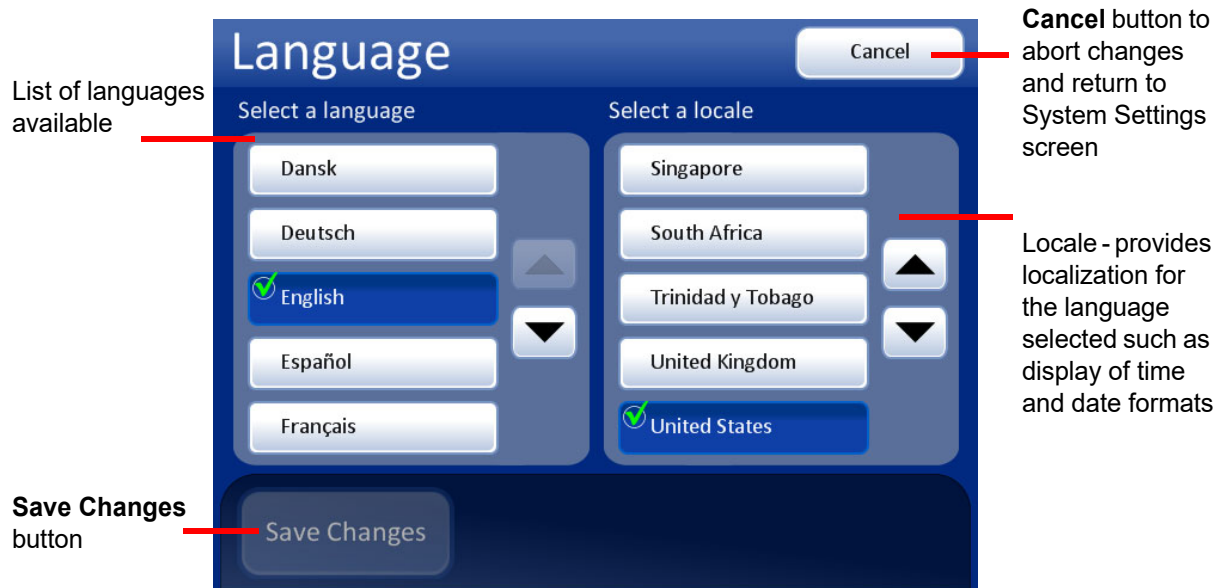 Language
Cancel
Select a language
Select a locale
Dansk
Deutsch
English
Español
Français
Singapore
South Africa
Trinidad y Tobago
United Kingdom
United States
Save Changes
List of languages
available
Save Changes
button
Cancel button to
abort changes
and return to
System Settings
screen
Locale - provides
localization for
the language
selected such as
display of time
and date formats